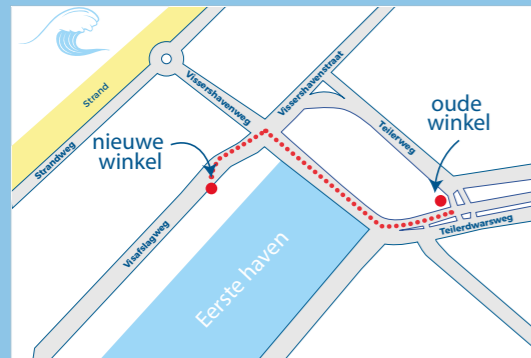 Strand
Strandweg
Vissershavenweg
Vissershavenstraat
Teilerweg
oude
winkel
nieuwe
winkel
Visafslagweg
Eerste haven
Teilerdwarsweg